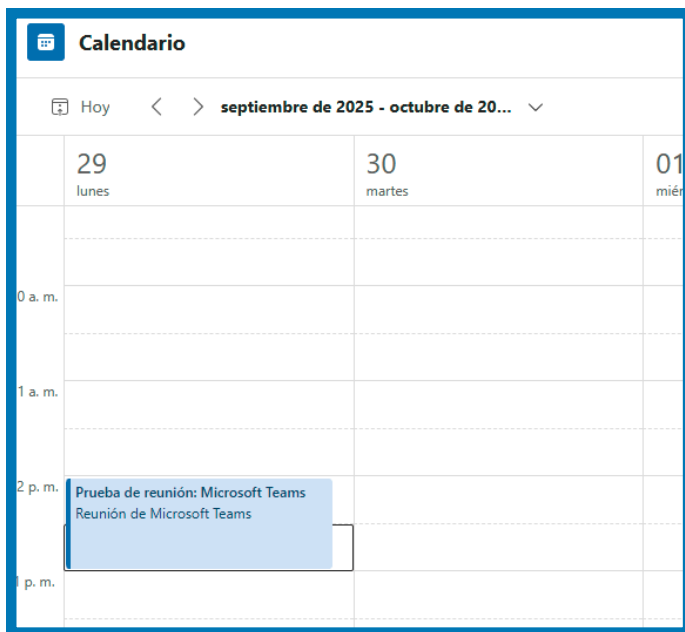 Calendario
Hoy septiembre de 2025 - octubre de 20...
29 30 01
lunes martes miér
0 a. m.
1 a. m.
2 p. m.
Prueba de reunión: Microsoft Teams
Reunión de Microsoft Teams
1 p. m.